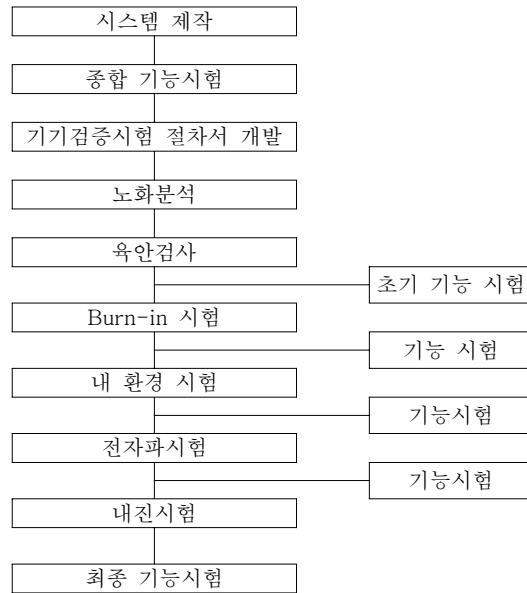 시스템 제작
종합 기능시험
기기검증시험 절차서 개발
노화분석
육안검사
초기 기능 시험
Burn-in 시험
기능 시험
내 환경 시험
기능시험
전자파시험
기능시험
내진시험
최종 기능시험